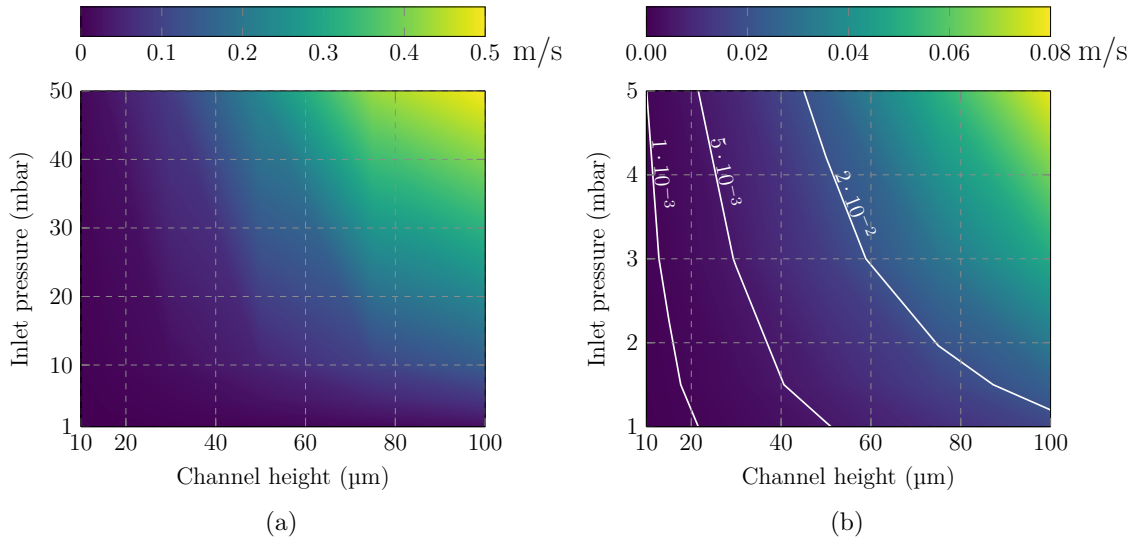 0 0.1 0.2 0.3 0.4 0.5 m/s
50
40
30
20
10
1
Inlet pressure (mbar)
10 20 40 60 80 100
Channel height (µm)
(a)
0.00 0.02 0.04 0.06 0.08 m/s
5
4
3
2
1
Inlet pressure (mbar)
1 · 10⁻³
5 · 10⁻³
2 · 10⁻²
10 20 40 60 80 100
Channel height (µm)
(b)